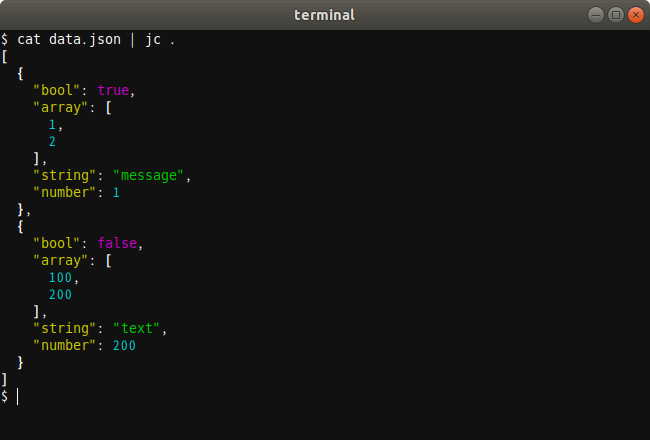 terminal
$ cat data.json | jc .
[
  {
    "bool": true,
    "array": [
      1,
      2
    ],
    "string": "message",
    "number": 1
  },
  {
    "bool": false,
    "array": [
      100,
      200
    ],
    "string": "text",
    "number": 200
  }
]
$